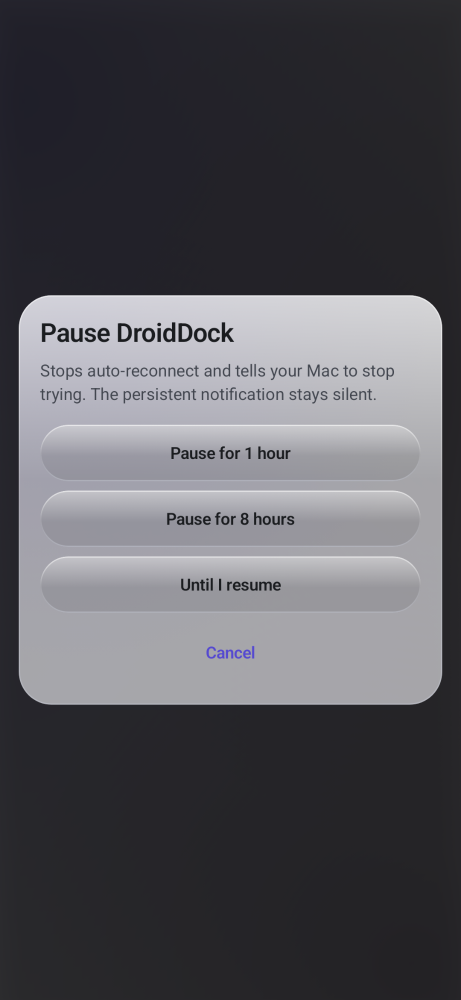 Pause DroidDock
Stops auto-reconnect and tells your Mac to stop
trying. The persistent notification stays silent.
Pause for 1 hour
Pause for 8 hours
Until I resume
Cancel